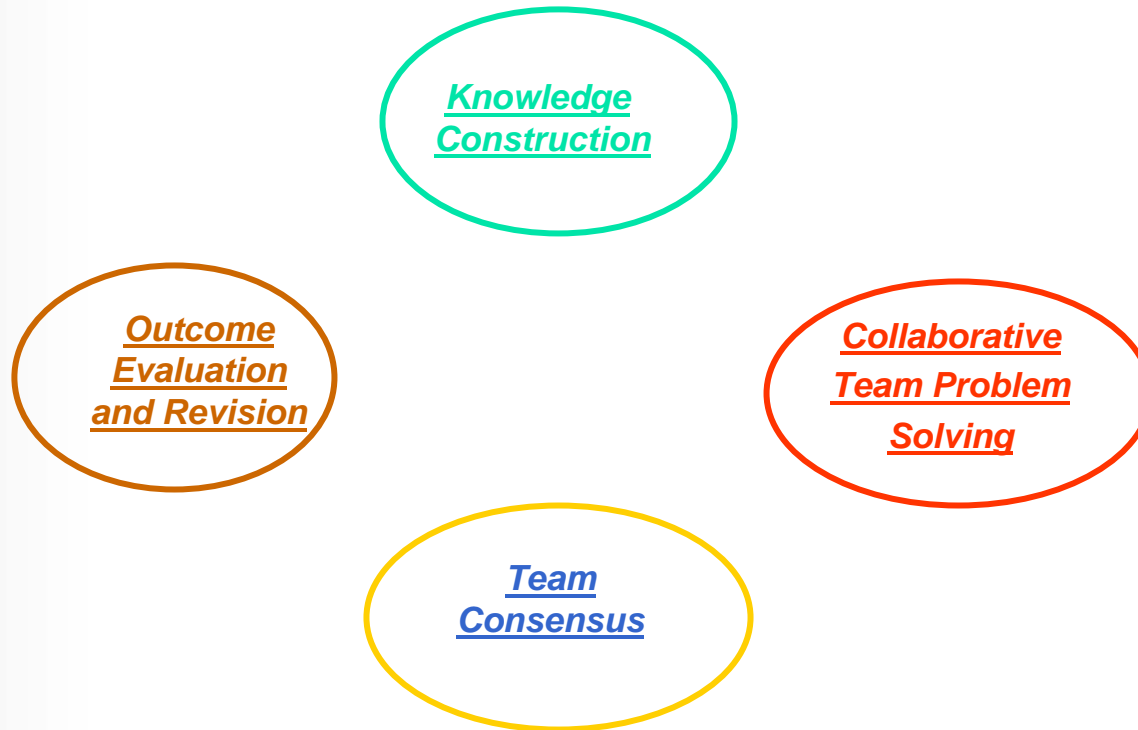 Knowledge
Construction
Outcome
Evaluation
and Revision
Collaborative
Team Problem
Solving
Team
Consensus